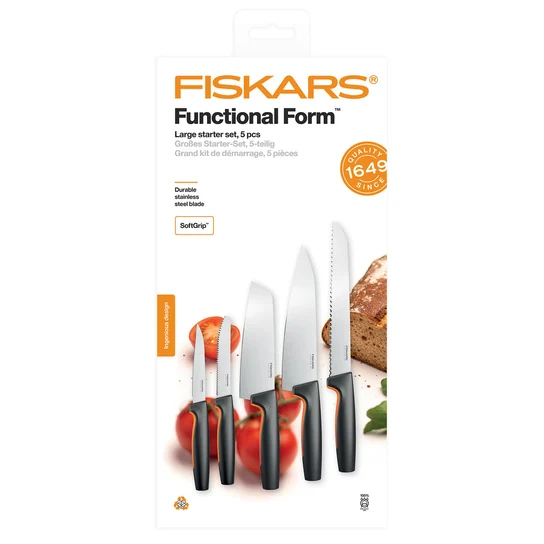 FISKARS®
Functional Form™
Large starter set, 5 pcs
Großes Starter-Set, 5-teilig
Grand kit de démarrage, 5 pièces
QUALITY
1649
SINCE
Durable
stainless
steel blade
SoftGrip™
Ingenious design